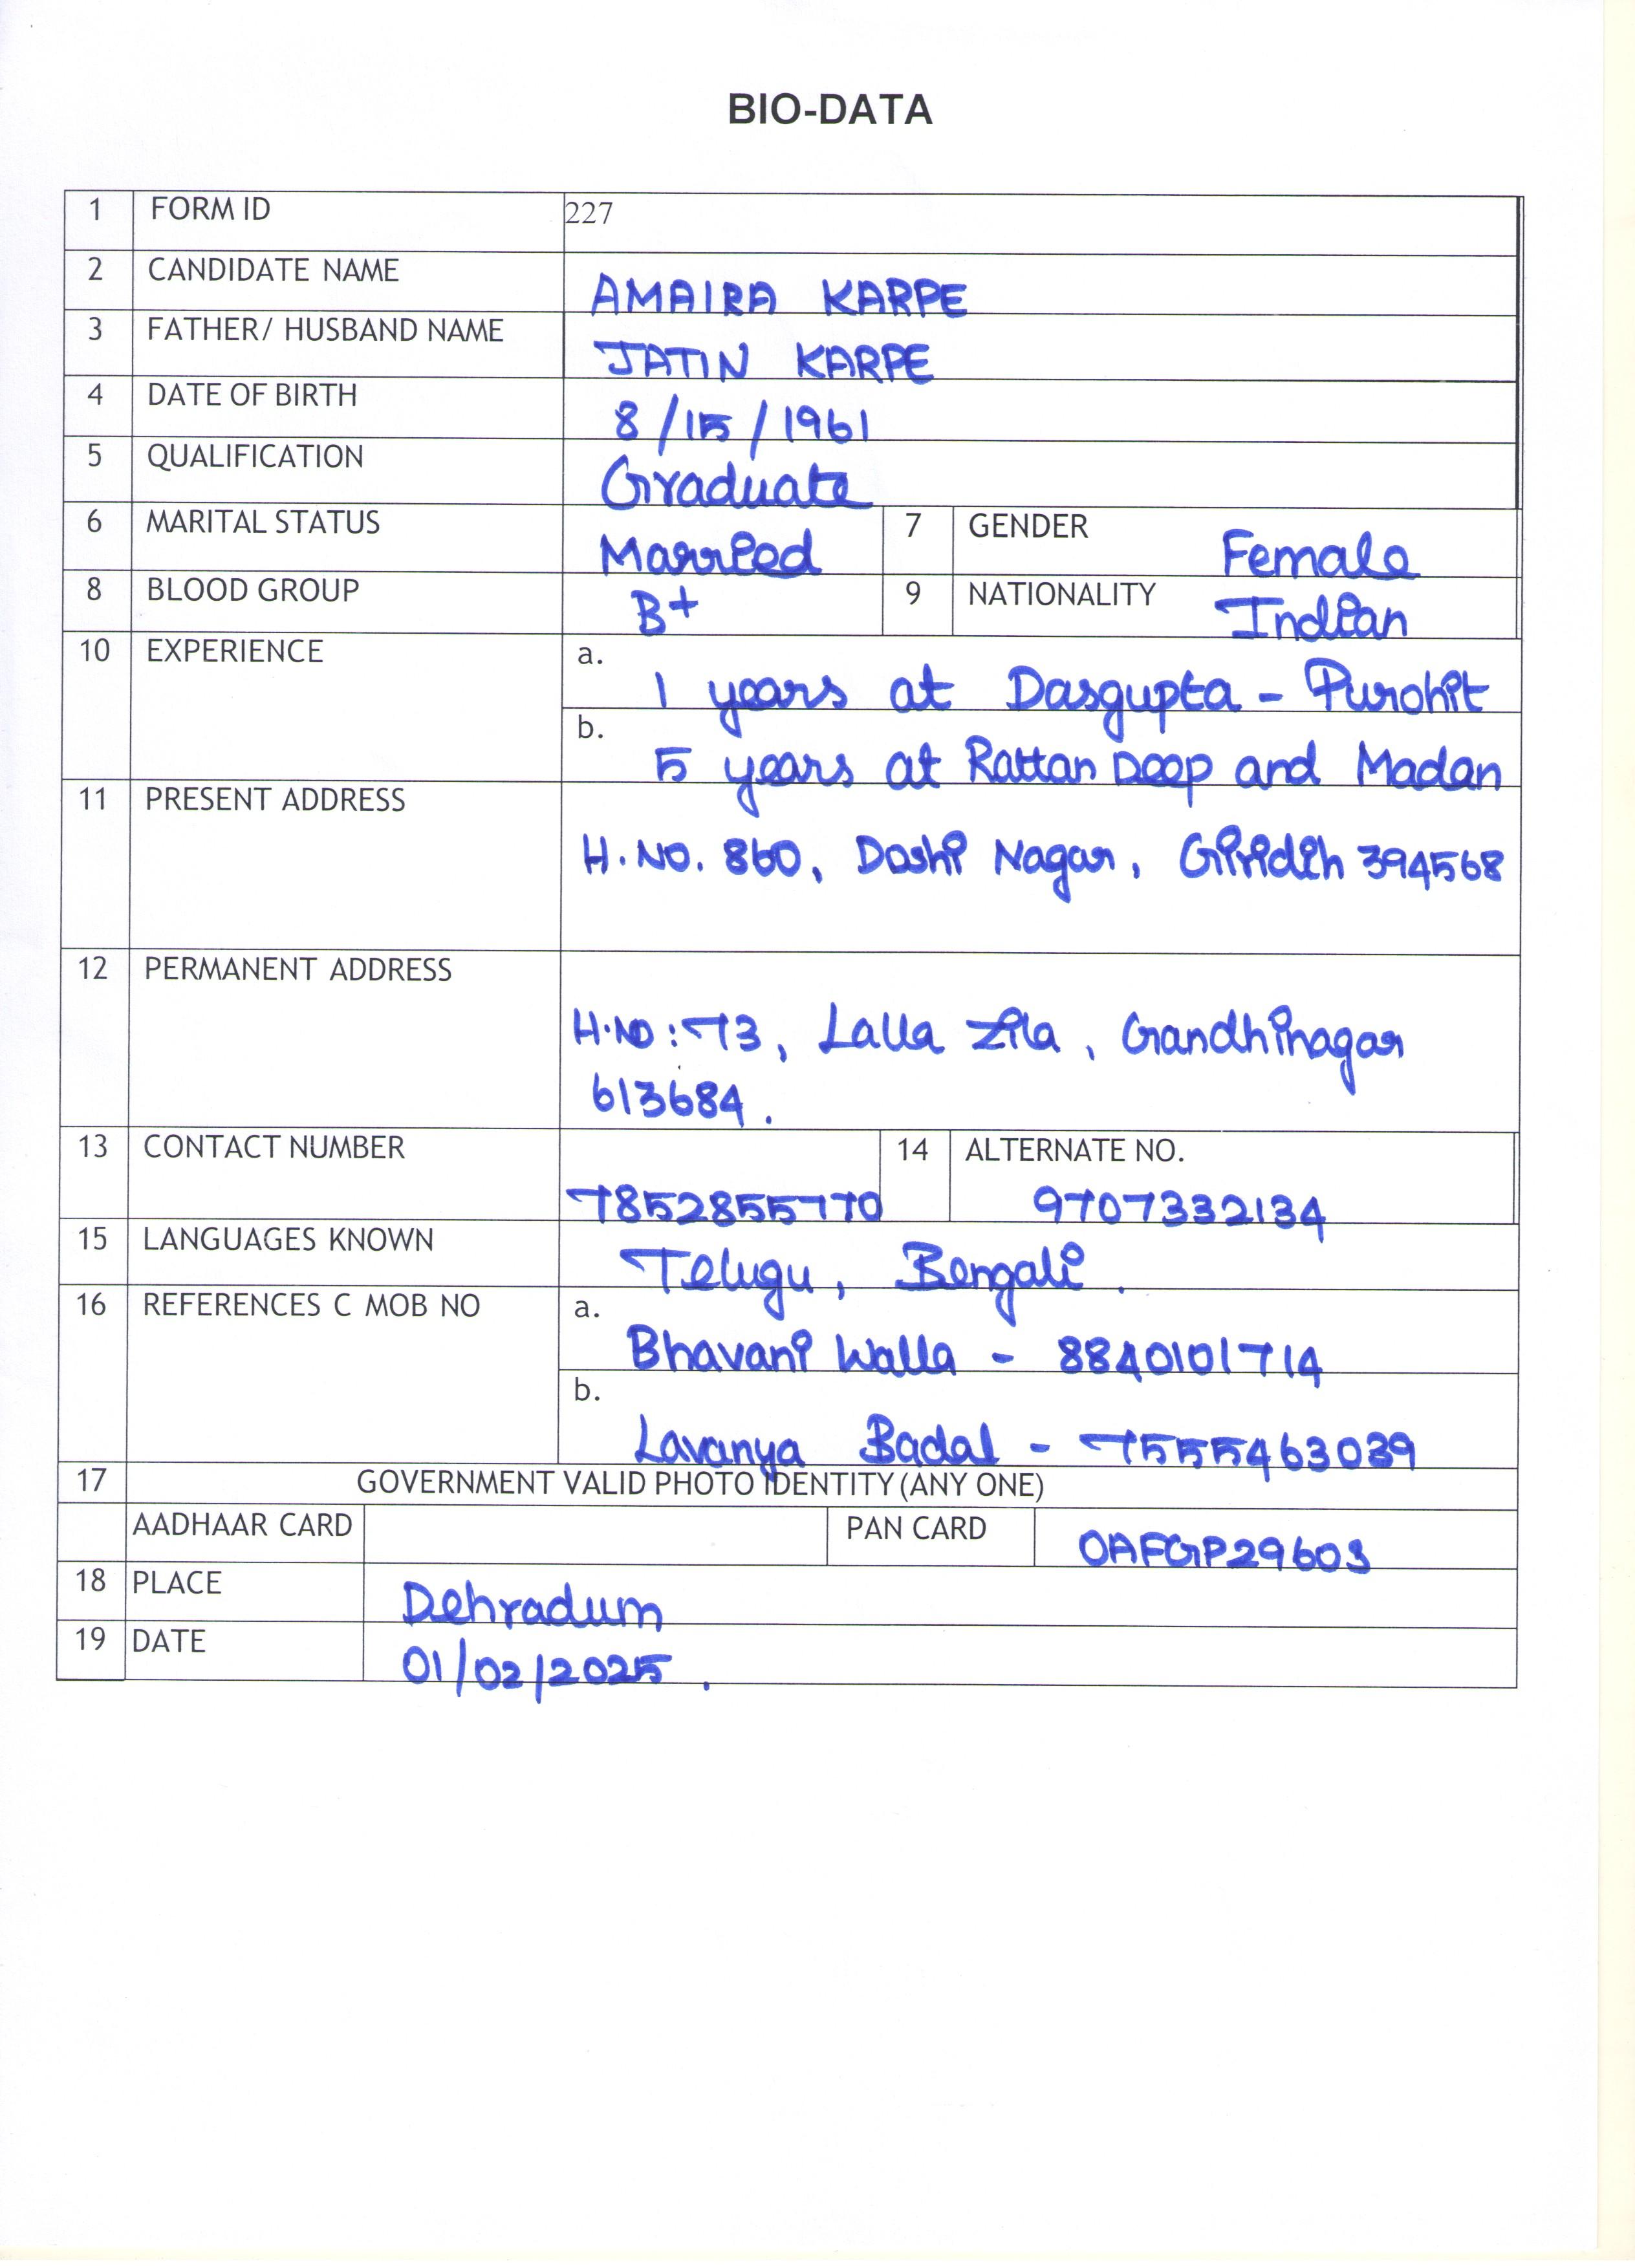 BIO-DATA
1 FORM ID 227
2 CANDIDATE NAME AMAIRA KARPE
3 FATHER/ HUSBAND NAME JATIN KARPE
4 DATE OF BIRTH 8/15/1961
5 QUALIFICATION Graduate
6 MARITAL STATUS Married 7 GENDER Female
8 BLOOD GROUP B+ 9 NATIONALITY Indian
10 EXPERIENCE a. 1 years at Dasgupta - Purohit
b. 5 years at Rattan Deep and Madan
11 PRESENT ADDRESS
H.NO. 860, Doshi Nagar, Giridih 394568
12 PERMANENT ADDRESS
H.NO:-73, Lalla Zila, Gandhinagar
613684.
13 CONTACT NUMBER 7852855770 14 ALTERNATE NO. 9707332134
15 LANGUAGES KNOWN Telugu, Bengali.
16 REFERENCES C MOB NO a. Bhavani Walla - 8840101714
b. Lavanya Badal - 7555463039
17 GOVERNMENT VALID PHOTO IDENTITY (ANY ONE)
AADHAAR CARD PAN CARD OAFGP2960J
18 PLACE Dehradum
19 DATE 01/02/2025.